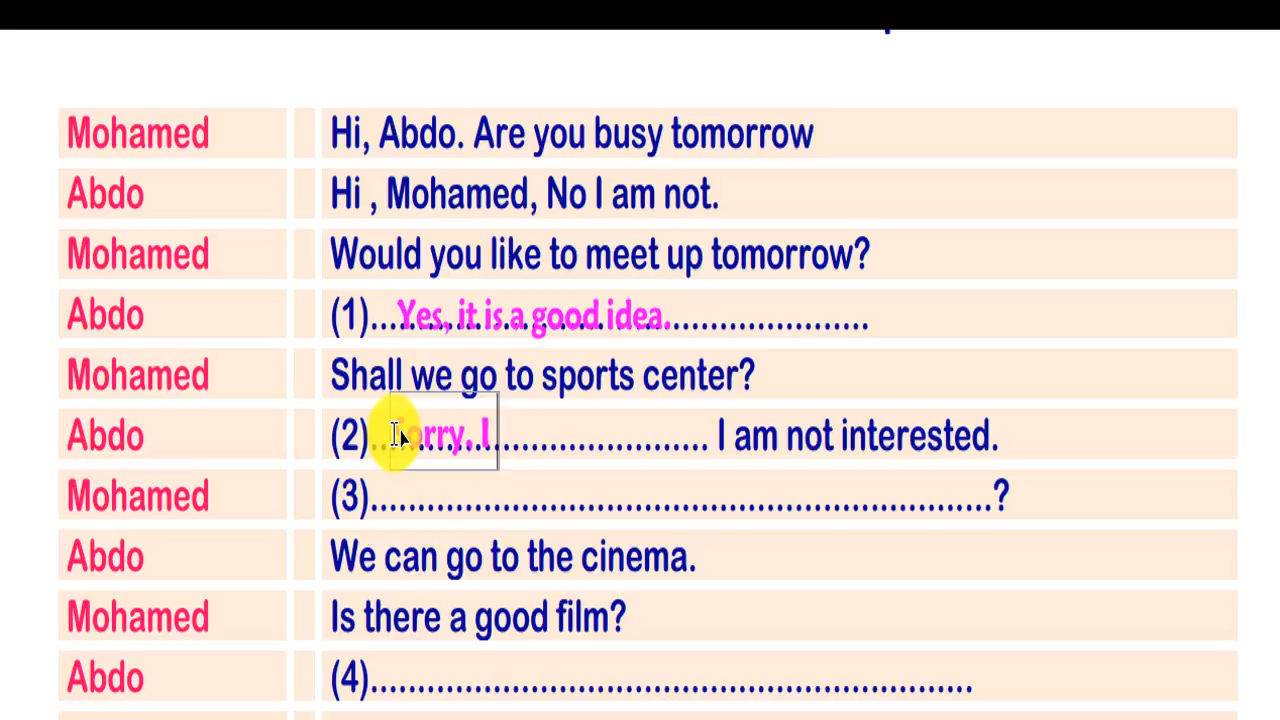 Mohamed Hi, Abdo. Are you busy tomorrow
Abdo Hi , Mohamed, No I am not.
Mohamed Would you like to meet up tomorrow?
Abdo (1)... Yes, it is a good idea. .....................
Mohamed Shall we go to sports center?
Abdo (2).. Sorry, I ....................... I am not interested.
Mohamed (3)..................................................................?
Abdo We can go to the cinema.
Mohamed Is there a good film?
Abdo (4)................................................................